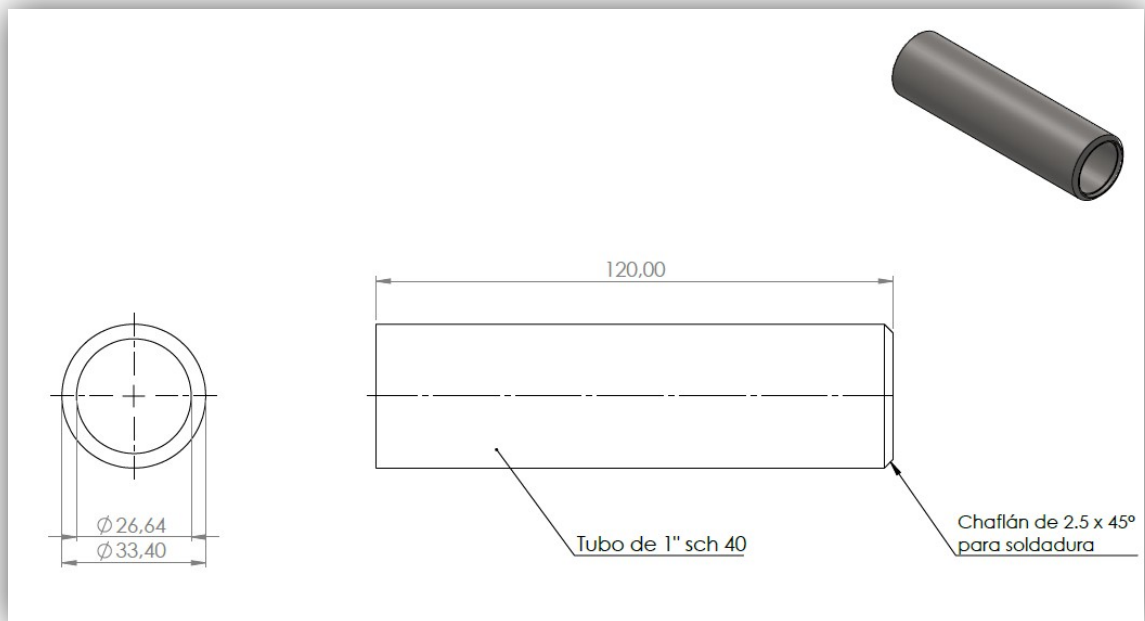 120,00
Ø26,64
Ø33,40
Tubo de 1" sch 40
Chaflán de 2.5 x 45º
para soldadura